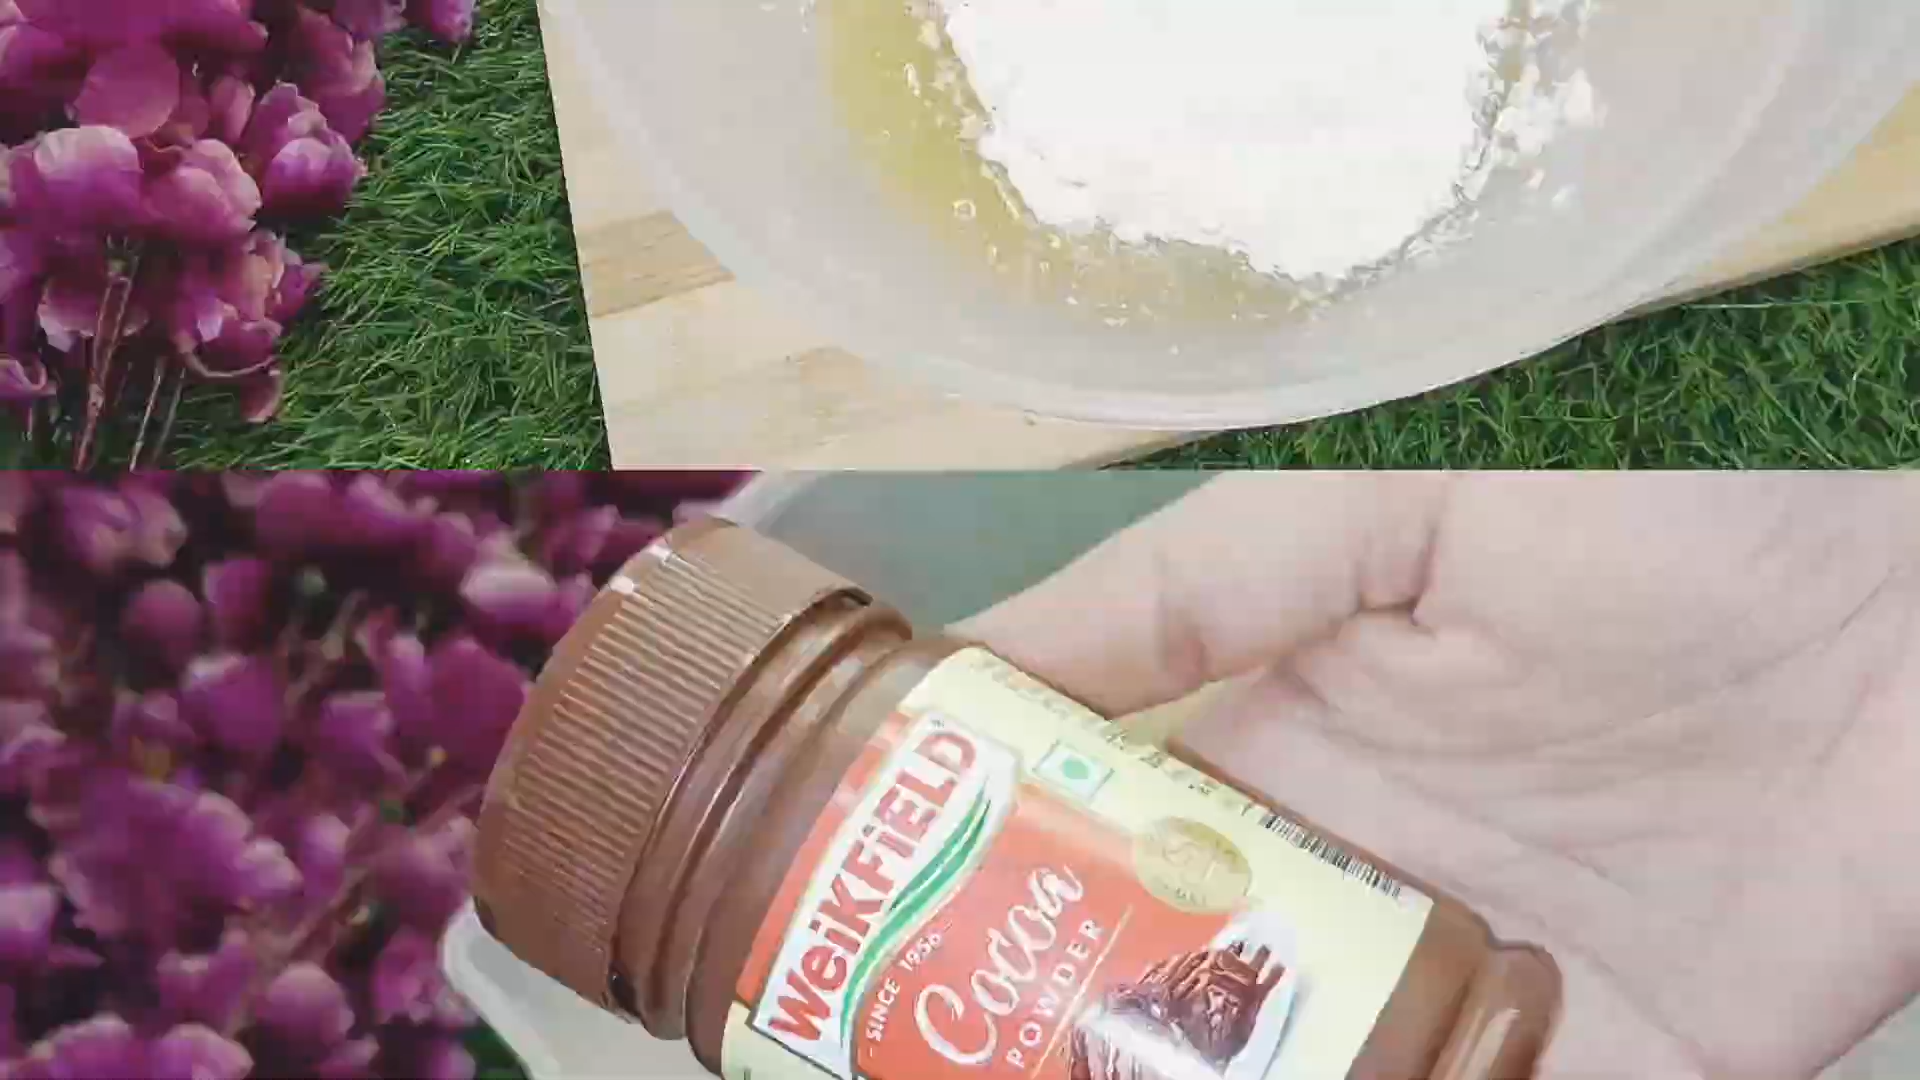 WeiKFiELD
- SINCE 1956 -
Cocoa
POWDER